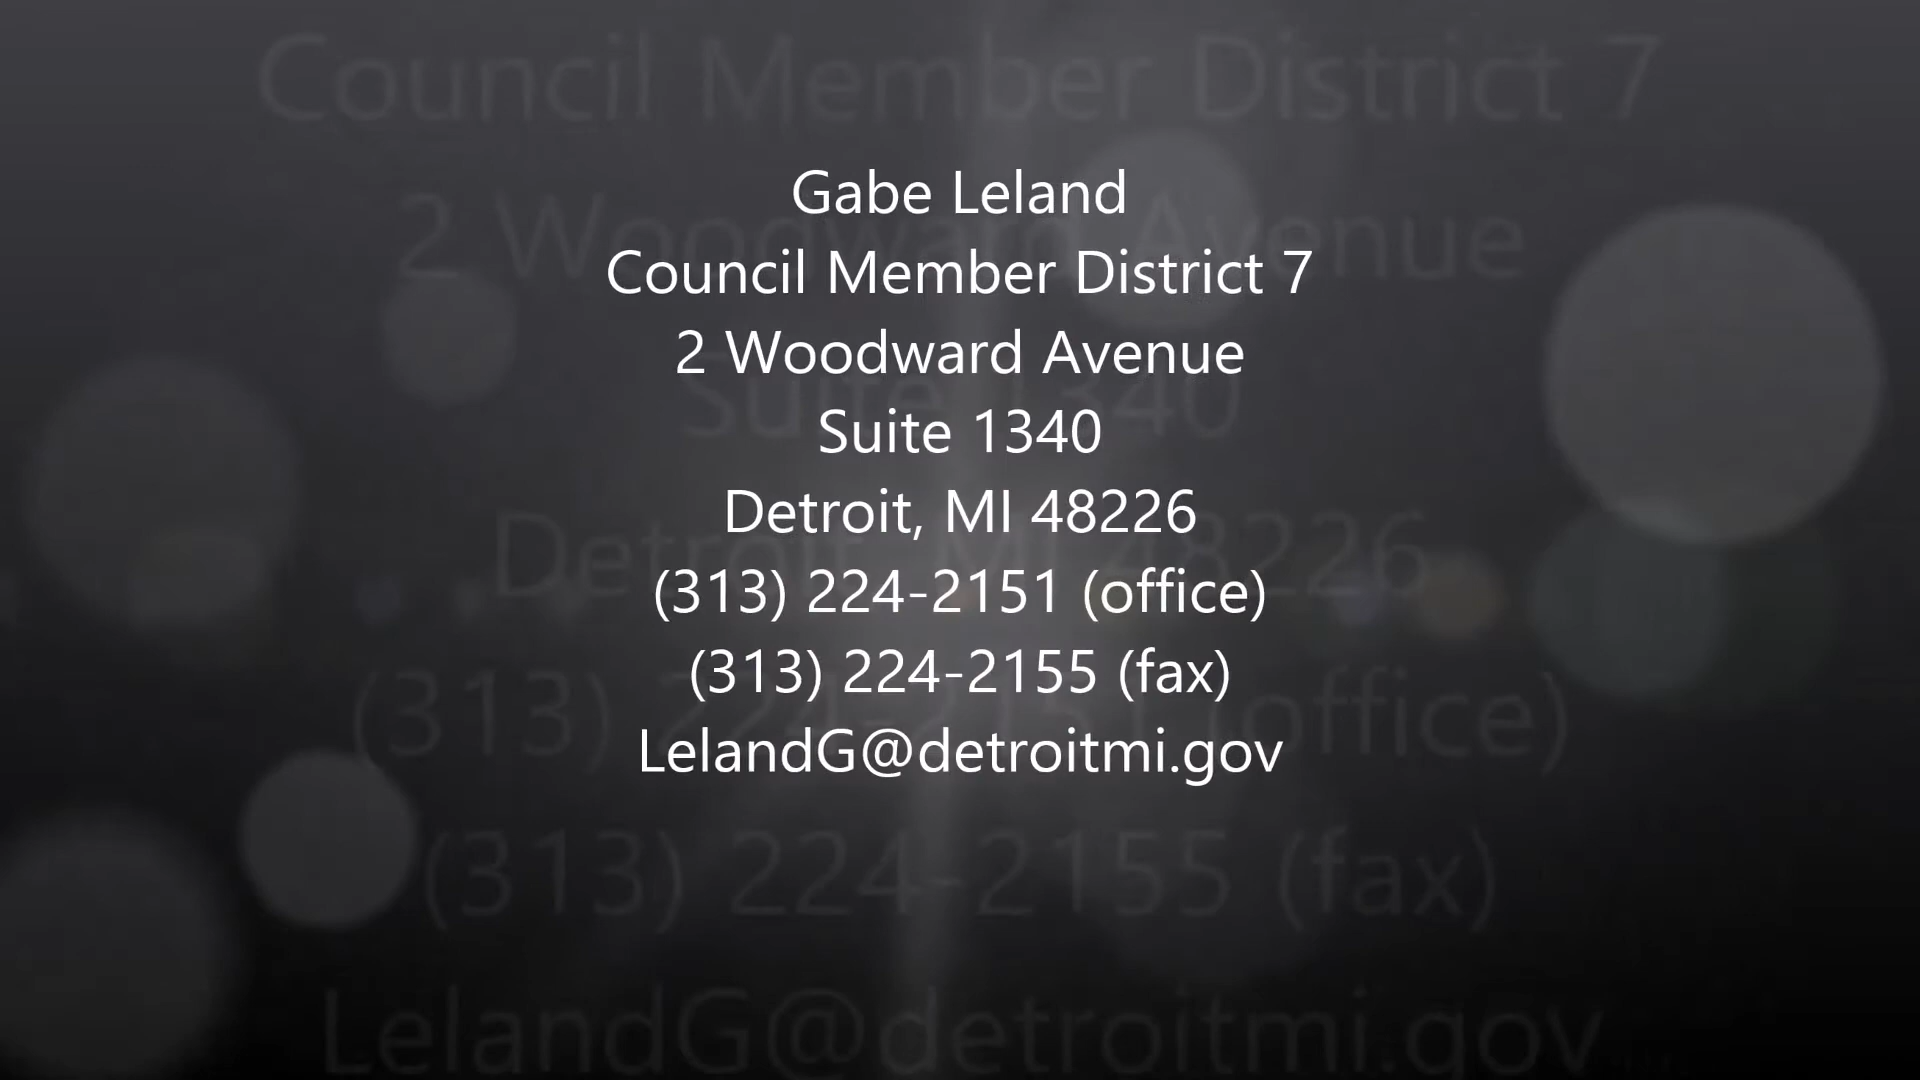 Gabe Leland
Council Member District 7
2 Woodward Avenue
Suite 1340
Detroit, MI 48226
(313) 224-2151 (office)
(313) 224-2155 (fax)
LelandG@detroitmi.gov